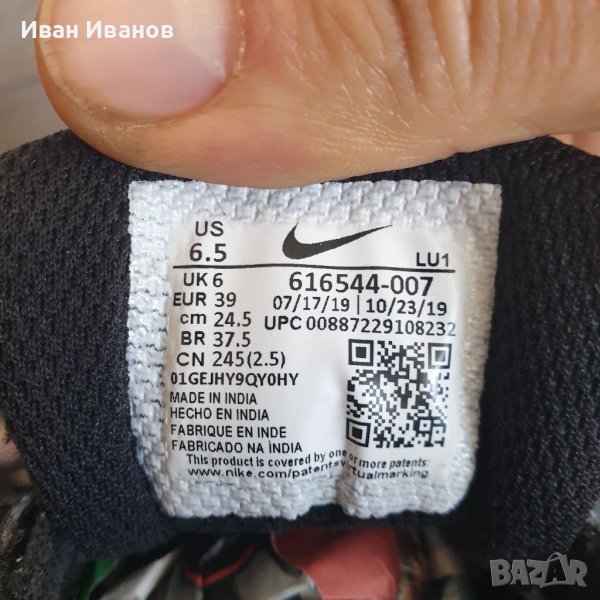 Иван Иванов
US
6.5
LU1
UK 6
616544-007
EUR 39
07/17/19 | 10/23/19
cm 24.5
UPC 00887229108232
BR 37.5
CN 245(2.5)
01GEJHY9QY0HY
MADE IN INDIA
HECHO EN INDIA
FABRIQUE EN INDE
FABRICADO NA ÍNDIA
This product is covered by one or more patents:
www.nike.com/patentsvirtualmarking
BAZAR